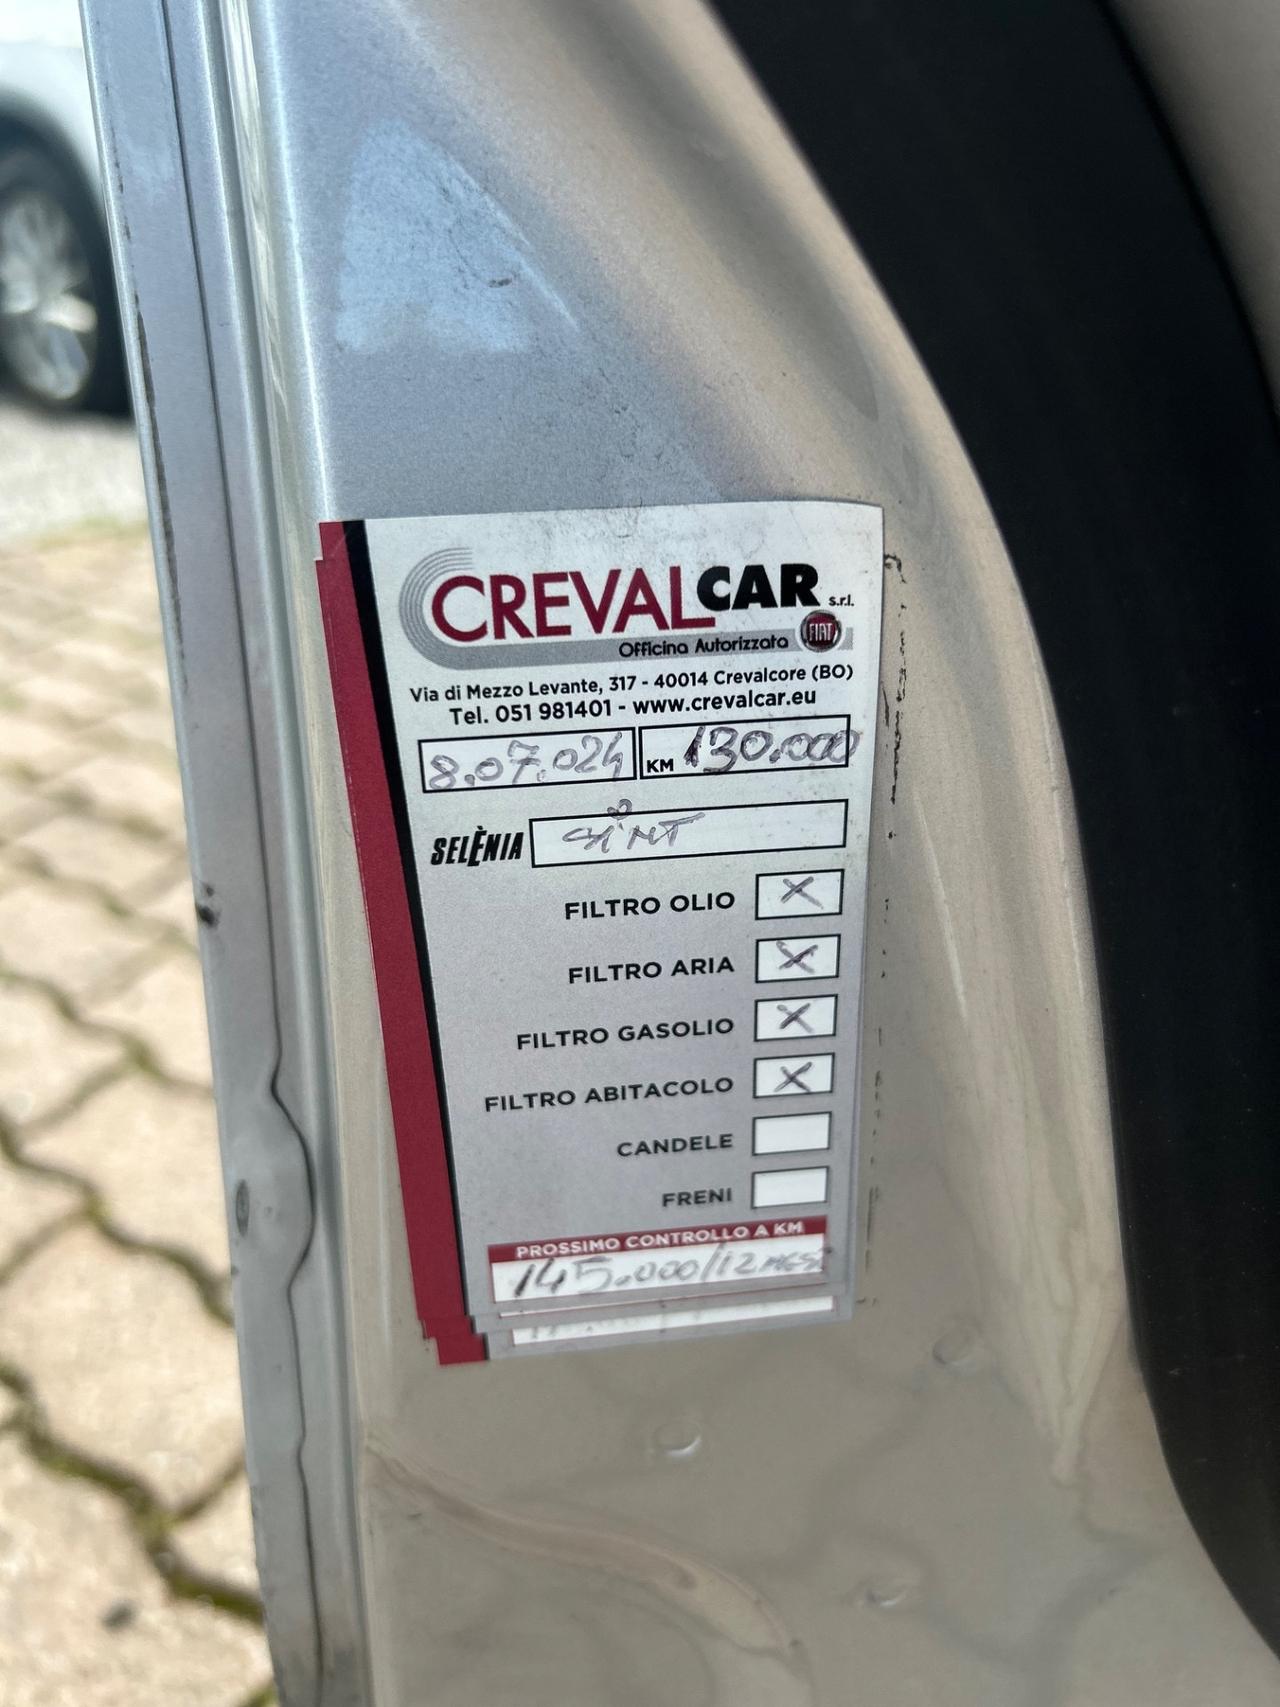 CREVALCAR s.r.l.
Officina Autorizzata FIAT
Via di Mezzo Levante, 317 - 40014 Crevalcore (BO)
Tel. 051 981401 - www.crevalcar.eu
8.07.024 KM 130.000
SELÈNIA
FILTRO OLIO X
FILTRO ARIA X
FILTRO GASOLIO X
FILTRO ABITACOLO X
CANDELE
FRENI
PROSSIMO CONTROLLO A KM
145.000/12 MESI